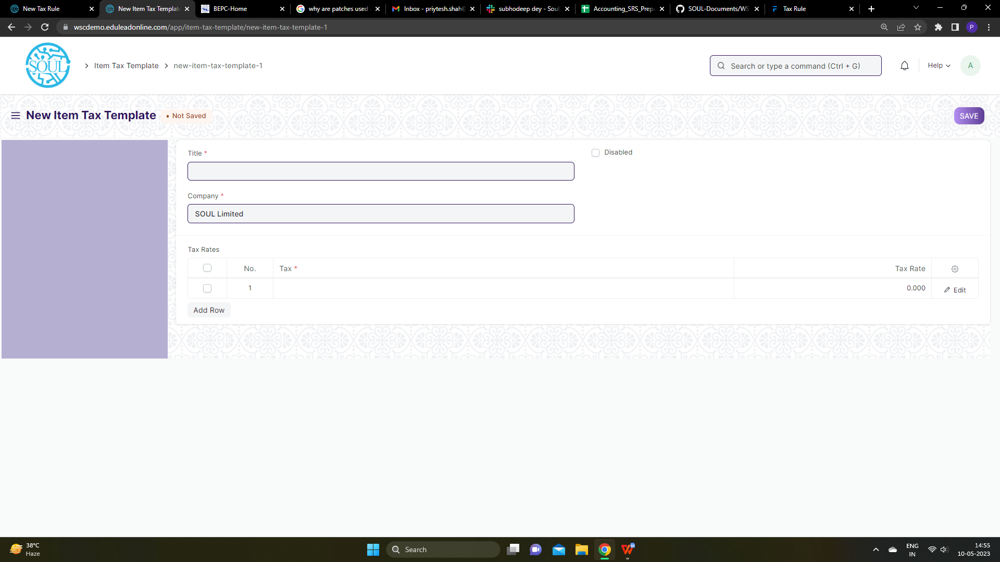 New Tax Rule
New Item Tax Templat
BEPC-Home
why are patches used
Inbox - priytesh.shah@
subhodeep dey - Soul
Accounting_SRS_Prep
SOUL-Documents/WS
Tax Rule
wscdemo.eduleadonline.com/app/item-tax-template/new-item-tax-template-1
P
SOUL
Item Tax Template
new-item-tax-template-1
Search or type a command (Ctrl + G)
Help
A
New Item Tax Template
• Not Saved
SAVE
Title *
Disabled
Company *
SOUL Limited
Tax Rates
No.
Tax *
Tax Rate
1
0.000
Edit
Add Row
38°C
Haze
Search
ENG
IN
14:55
10-05-2023